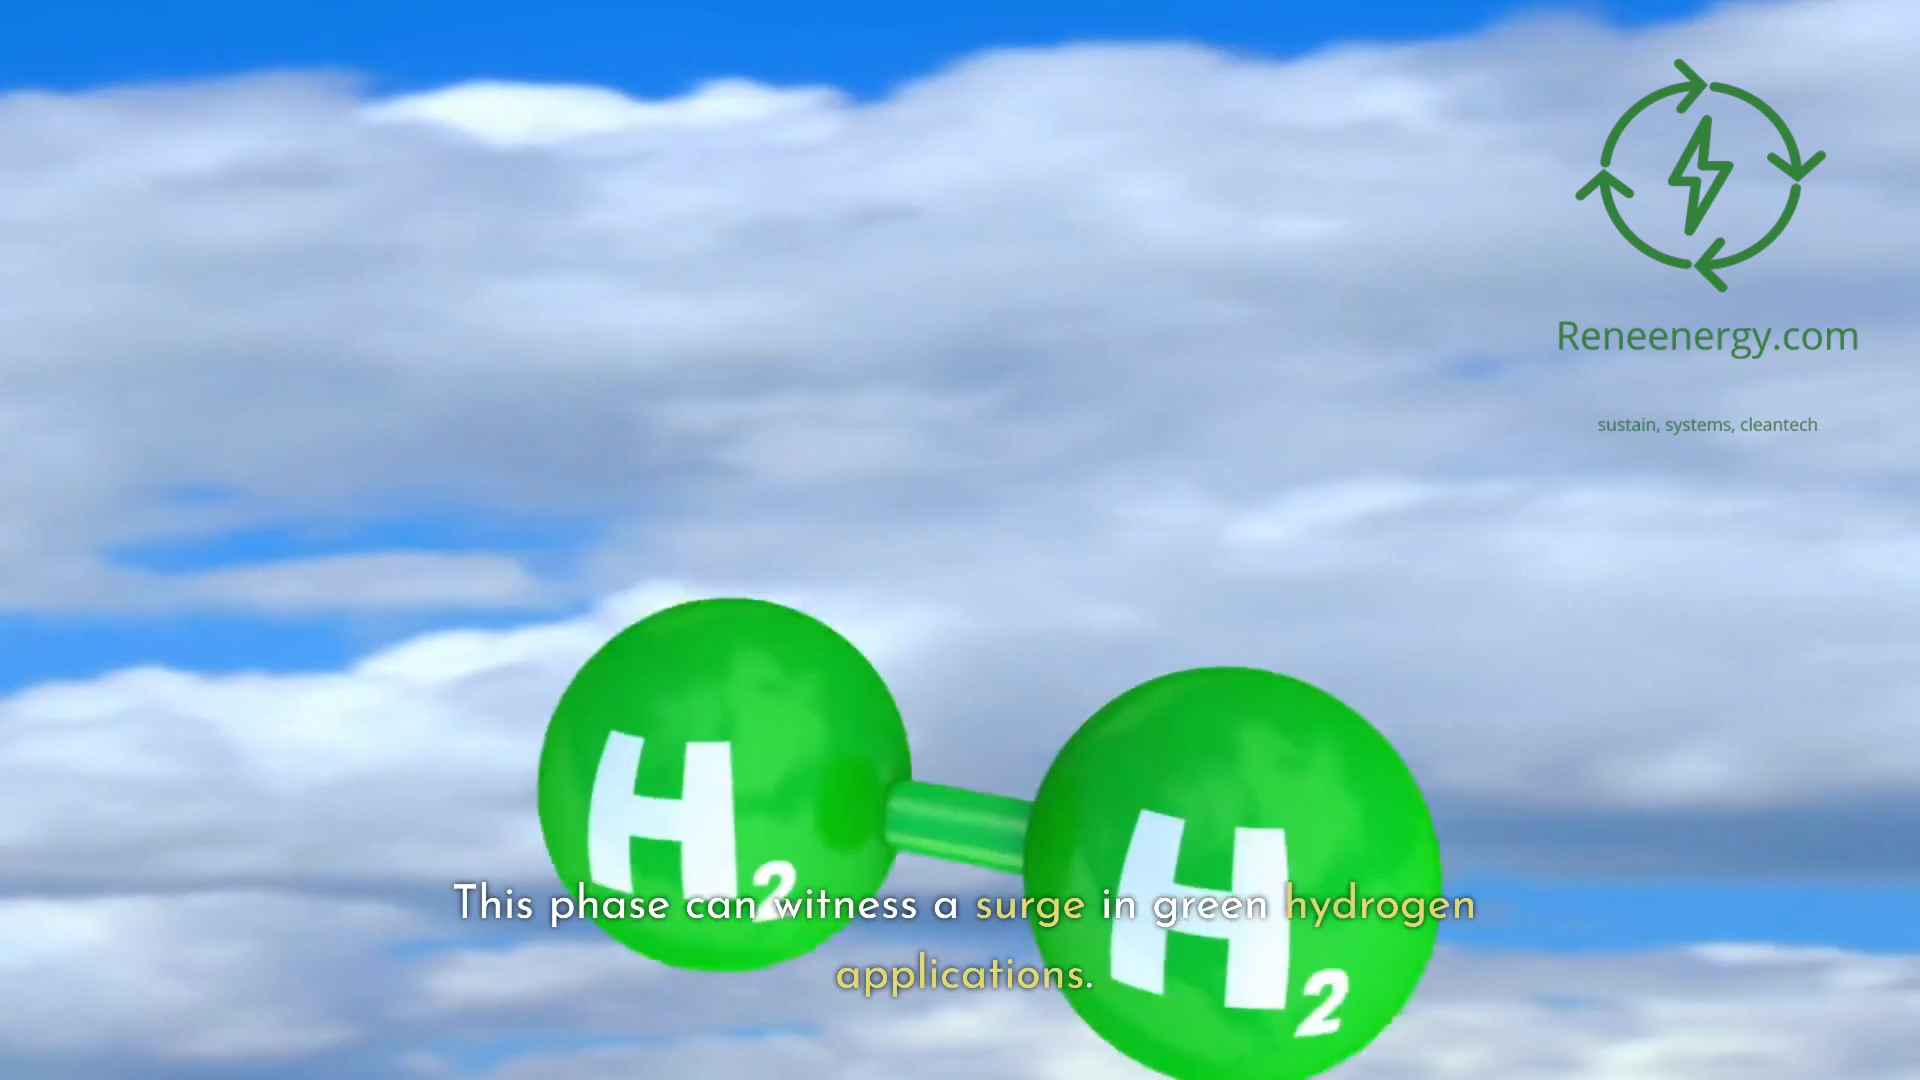 Reneenergy.com
sustain, systems, cleantech
H2
H2
This phase can witness a surge in green hydrogen
applications.